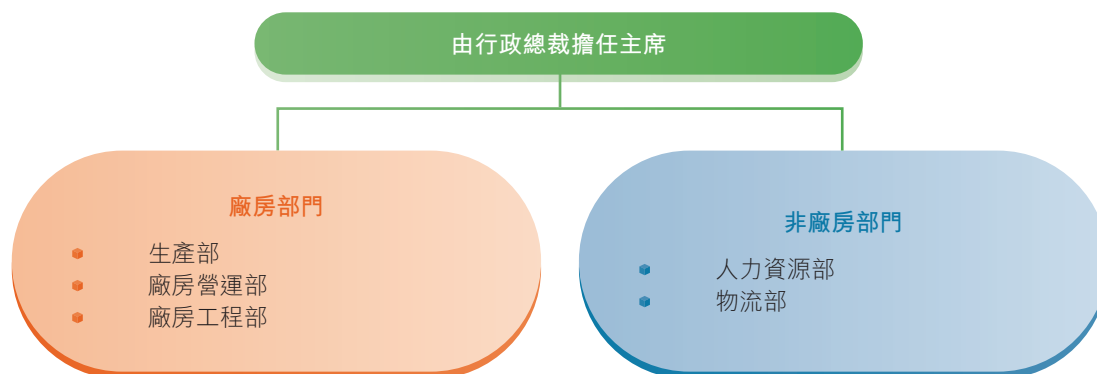 由行政總裁擔任主席
廠房部門
生產部
廠房營運部
廠房工程部
非廠房部門
人力資源部
物流部